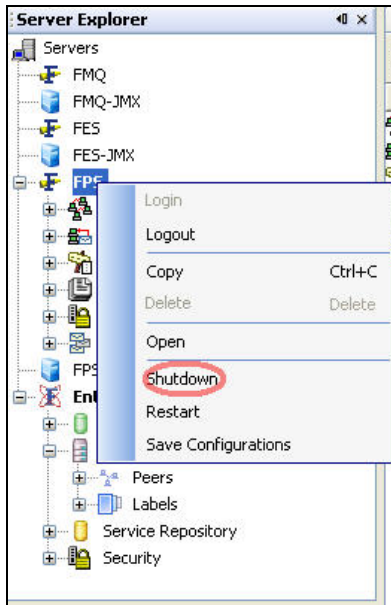 Server Explorer
Servers
FMQ
FMQ-JMX
FES
FES-JMX
FPS
Login
Logout
Copy Ctrl+C
Delete Delete
Open
Shutdown
Restart
Save Configurations
FPS
Ent
Peers
Labels
Service Repository
Security